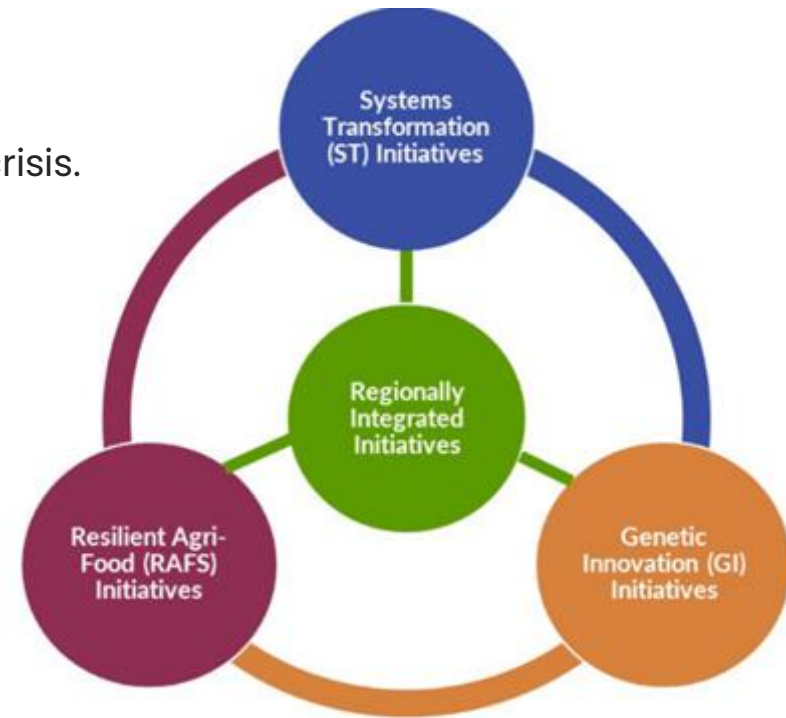 Systems
Transformation
(ST) Initiatives
risis.
Regionally
Integrated
Initiatives
Resilient Agri-
Food (RAFS)
Initiatives
Genetic
Innovation (GI)
Initiatives